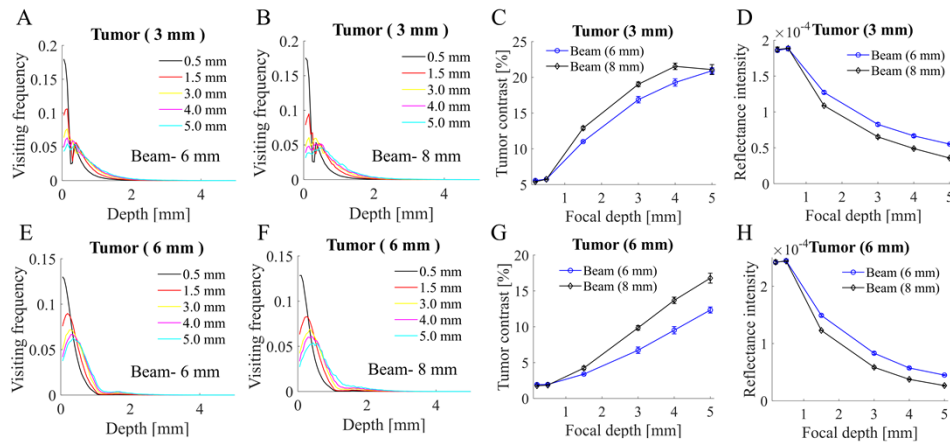 A
Tumor ( 3 mm )
Visiting frequency
0.2
0.15
0.1
0.05
0
0.5 mm
1.5 mm
3.0 mm
4.0 mm
5.0 mm
Beam- 6 mm
0 2 4
Depth [mm]
B
Tumor ( 3 mm )
Visiting frequency
0.2
0.15
0.1
0.05
0
0.5 mm
1.5 mm
3.0 mm
4.0 mm
5.0 mm
Beam- 8 mm
0 2 4
Depth [mm]
C
Tumor (3 mm)
Tumor contrast [%]
25
20
15
10
5
Beam (6 mm)
Beam (8 mm)
1 2 3 4 5
Focal depth [mm]
D
Tumor (3 mm)
×10-4
Reflectance intensity
2
1.5
1
0.5
0
Beam (6 mm)
Beam (8 mm)
1 2 3 4 5
Focal depth [mm]
E
Tumor ( 6 mm )
Visiting frequency
0.15
0.1
0.05
0
0.5 mm
1.5 mm
3.0 mm
4.0 mm
5.0 mm
Beam- 6 mm
0 2 4
Depth [mm]
F
Tumor ( 6 mm )
Visiting frequency
0.15
0.1
0.05
0
0.5 mm
1.5 mm
3.0 mm
4.0 mm
5.0 mm
Beam- 8 mm
0 2 4
Depth [mm]
G
Tumor (6 mm)
Tumor contrast [%]
20
15
10
5
0
Beam (6 mm)
Beam (8 mm)
1 2 3 4 5
Focal depth [mm]
H
×10-4
Tumor (6 mm)
Reflectance intensity
2
1
0
Beam (6 mm)
Beam (8 mm)
1 2 3 4 5
Focal depth [mm]